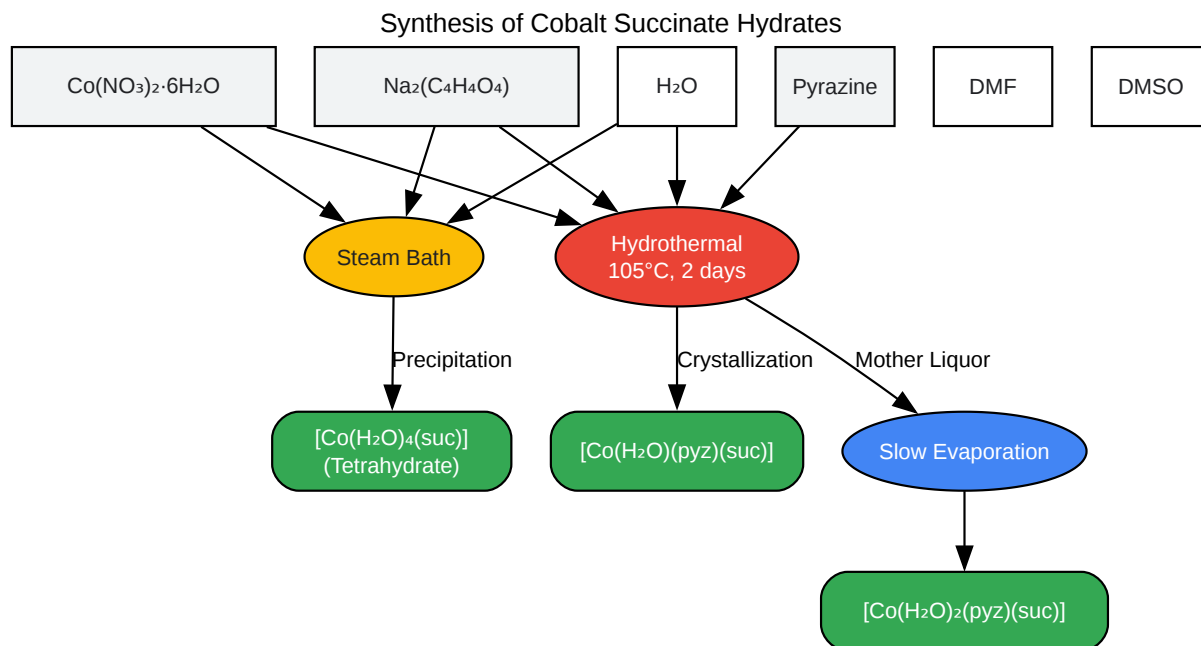 Synthesis of Cobalt Succinate Hydrates
Co(NO₃)₂·6H₂O
Na₂(C₄H₄O₄)
H₂O
Pyrazine
DMF
DMSO
Steam Bath
Hydrothermal
105°C, 2 days
Precipitation
Crystallization
Mother Liquor
[Co(H₂O)₄(suc)]
(Tetrahydrate)
[Co(H₂O)(pyz)(suc)]
Slow Evaporation
[Co(H₂O)₂(pyz)(suc)]